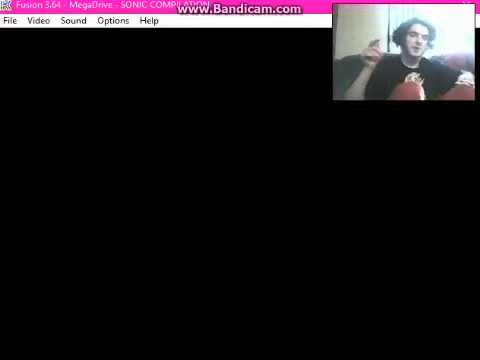 Fusion 3.64 - MegaDrive - SONIC COMPILATION
www.Bandicam.com
File Video Sound Options Help